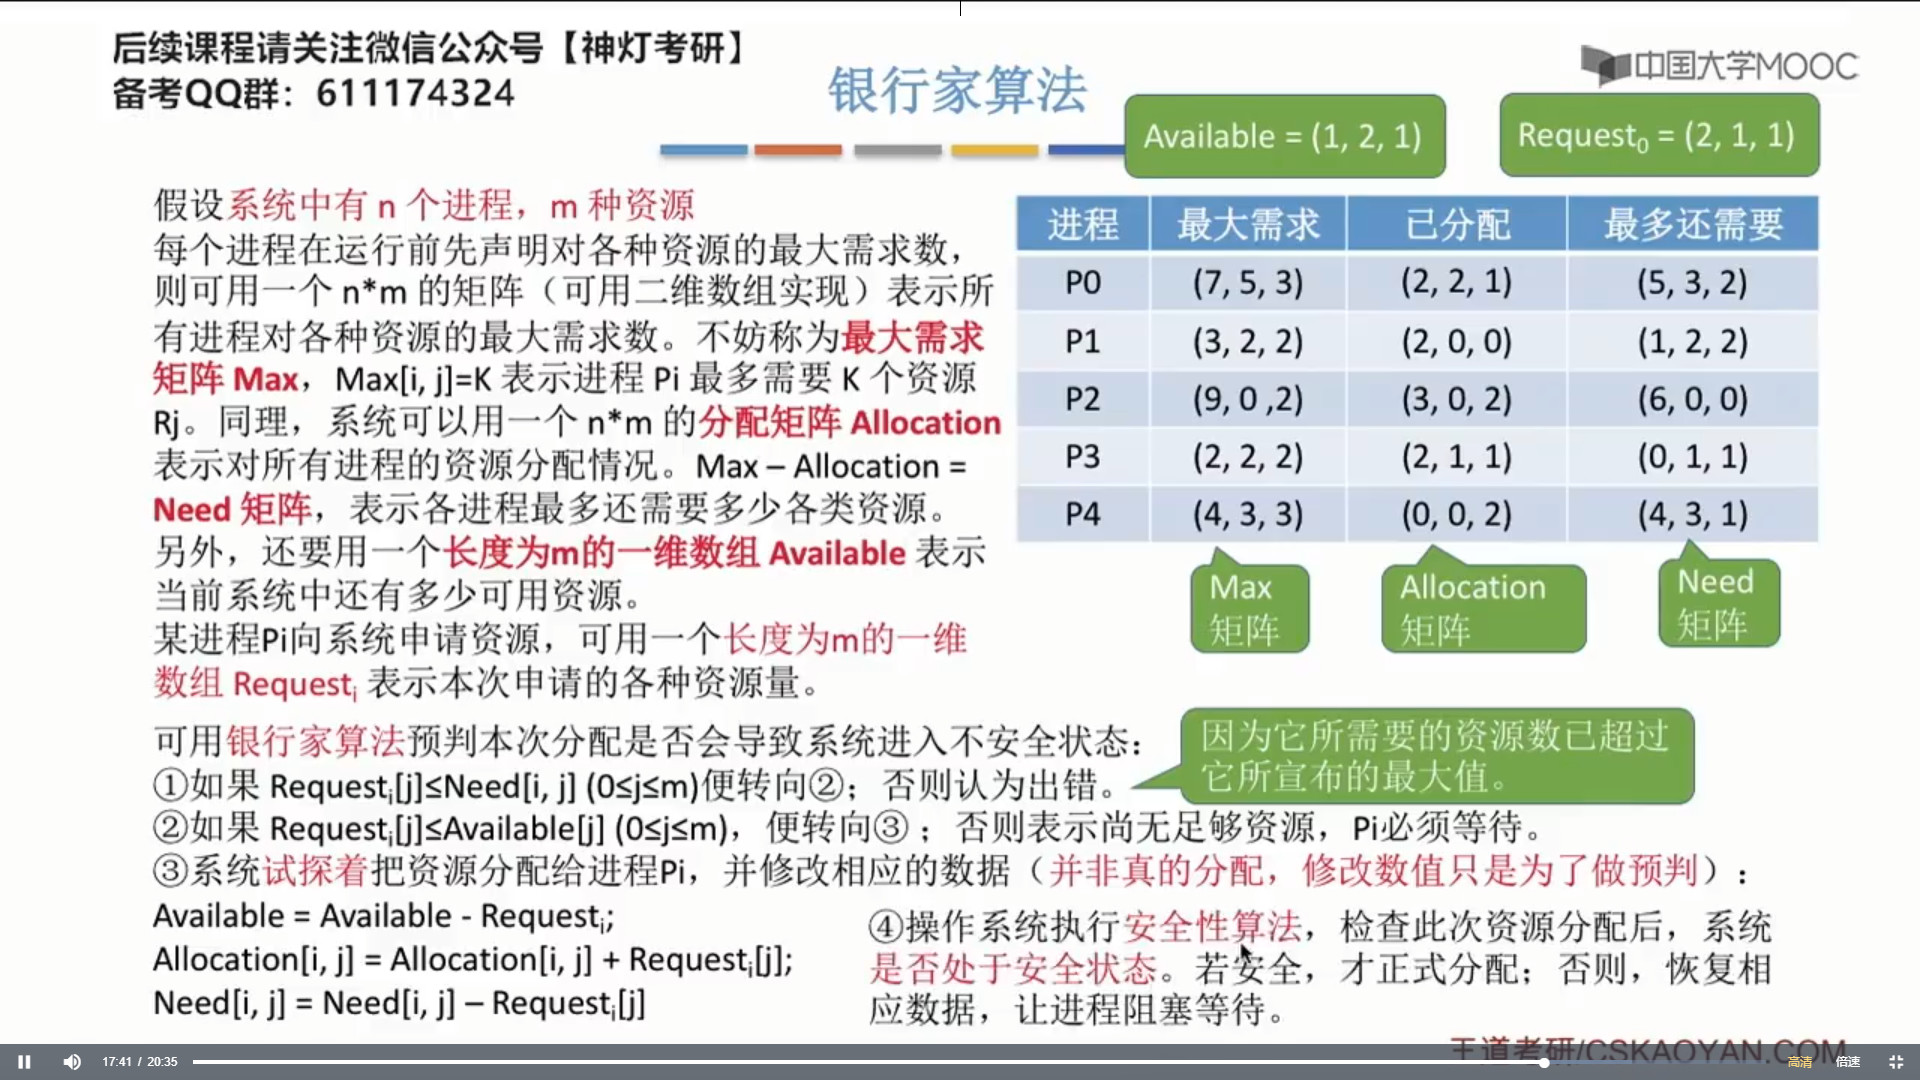 后续课程请关注微信公众号【神灯考研】
备考QQ群：611174324
中国大学MOOC
银行家算法
Available = (1, 2, 1)
Request0 = (2, 1, 1)
假设系统中有 n 个进程，m 种资源
每个进程在运行前先声明对各种资源的最大需求数，
则可用一个 n*m 的矩阵（可用二维数组实现）表示所
有进程对各种资源的最大需求数。不妨称为最大需求
矩阵 Max，Max[i, j]=K 表示进程 Pi 最多需要 K 个资源
Rj。同理，系统可以用一个 n*m 的分配矩阵 Allocation
表示对所有进程的资源分配情况。Max – Allocation =
Need 矩阵，表示各进程最多还需要多少各类资源。
另外，还要用一个长度为m的一维数组 Available 表示
当前系统中还有多少可用资源。
某进程Pi向系统申请资源，可用一个长度为m的一维
数组 Requesti 表示本次申请的各种资源量。
进程 最大需求 已分配 最多还需要
P0 (7, 5, 3) (2, 2, 1) (5, 3, 2)
P1 (3, 2, 2) (2, 0, 0) (1, 2, 2)
P2 (9, 0 ,2) (3, 0, 2) (6, 0, 0)
P3 (2, 2, 2) (2, 1, 1) (0, 1, 1)
P4 (4, 3, 3) (0, 0, 2) (4, 3, 1)
Max
矩阵
Allocation
矩阵
Need
矩阵
可用银行家算法预判本次分配是否会导致系统进入不安全状态：
①如果 Requesti[j]≤Need[i, j] (0≤j≤m)便转向②；否则认为出错。
因为它所需要的资源数已超过
它所宣布的最大值。
②如果 Requesti[j]≤Available[j] (0≤j≤m)，便转向③；否则表示尚无足够资源，Pi必须等待。
③系统试探着把资源分配给进程Pi，并修改相应的数据（并非真的分配，修改数值只是为了做预判）：
Available = Available - Requesti;
Allocation[i, j] = Allocation[i, j] + Requesti[j];
Need[i, j] = Need[i, j] – Requesti[j]
④操作系统执行安全性算法，检查此次资源分配后，系统
是否处于安全状态。若安全，才正式分配；否则，恢复相
应数据，让进程阻塞等待。
王道考研/CSKAOYAN.COM
17:41 / 20:35
高清 倍速